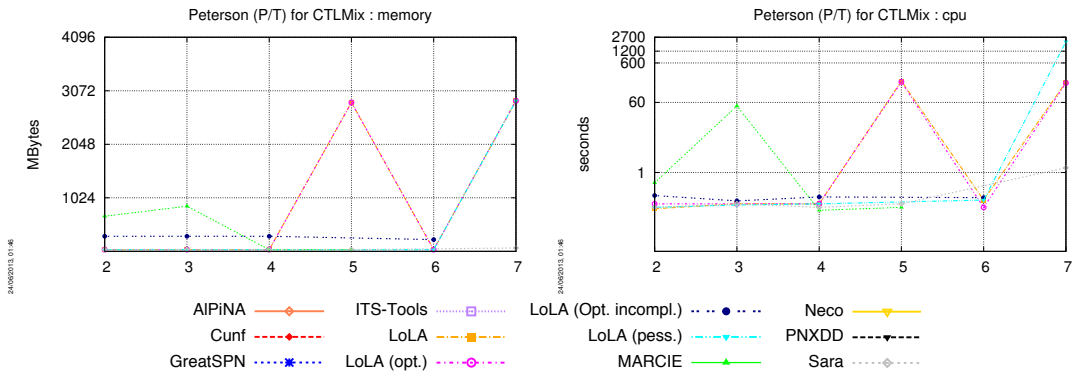 Peterson (P/T) for CTLMix : memory
4096
3072
2048
1024
MBytes
2 3 4 5 6 7
24/06/2013, 01:46
Peterson (P/T) for CTLMix : cpu
2700
1200
600
60
1
seconds
2 3 4 5 6 7
24/06/2013, 01:46
AlPiNA ITS-Tools LoLA (Opt. incompl.) Neco
Cunf LoLA LoLA (pess.) PNXDD
GreatSPN LoLA (opt.) MARCIE Sara